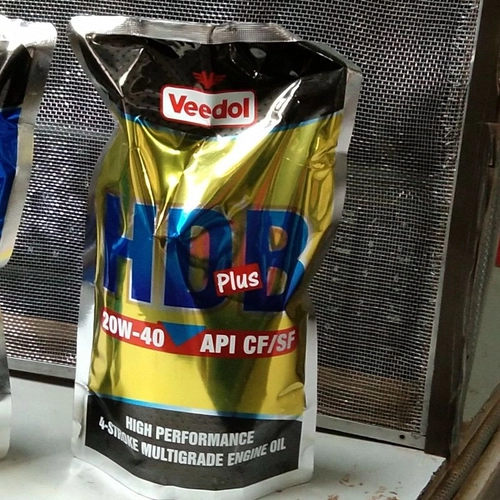 Veedol
HDB
Plus
20W-40 API CF/SF
HIGH PERFORMANCE
4-STROKE MULTIGRADE ENGINE OIL